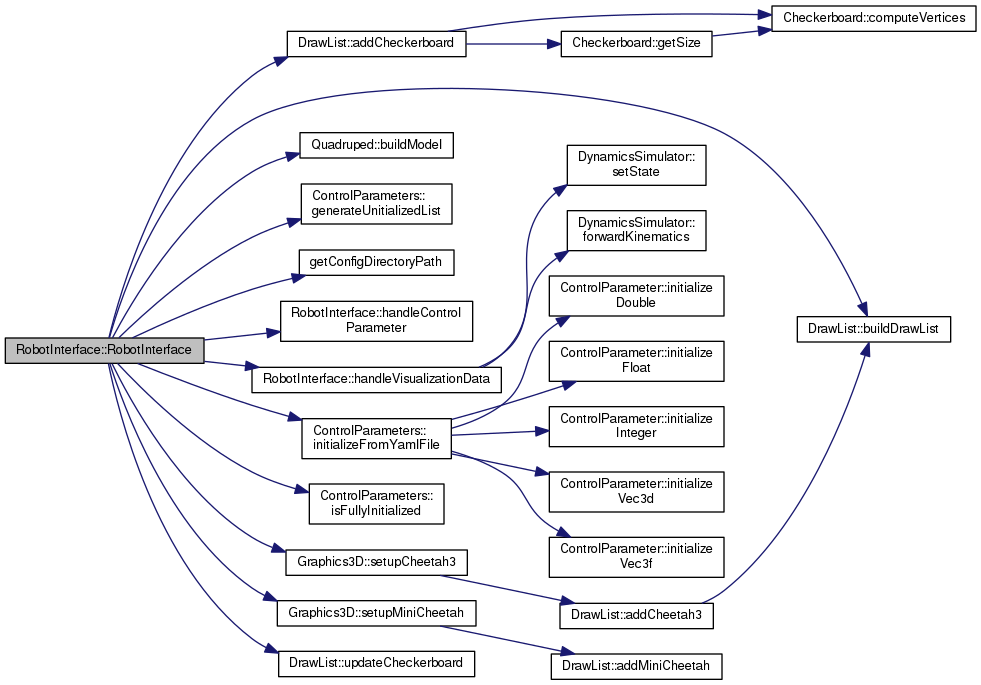 RobotInterface::RobotInterface
DrawList::addCheckerboard
Quadruped::buildModel
ControlParameters::
generateUnitializedList
getConfigDirectoryPath
RobotInterface::handleControl
Parameter
RobotInterface::handleVisualizationData
ControlParameters::
initializeFromYamlFile
ControlParameters::
isFullyInitialized
Graphics3D::setupCheetah3
Graphics3D::setupMiniCheetah
DrawList::updateCheckerboard
Checkerboard::getSize
DynamicsSimulator::
setState
DynamicsSimulator::
forwardKinematics
ControlParameter::initialize
Double
ControlParameter::initialize
Float
ControlParameter::initialize
Integer
ControlParameter::initialize
Vec3d
ControlParameter::initialize
Vec3f
DrawList::addCheetah3
DrawList::addMiniCheetah
Checkerboard::computeVertices
DrawList::buildDrawList